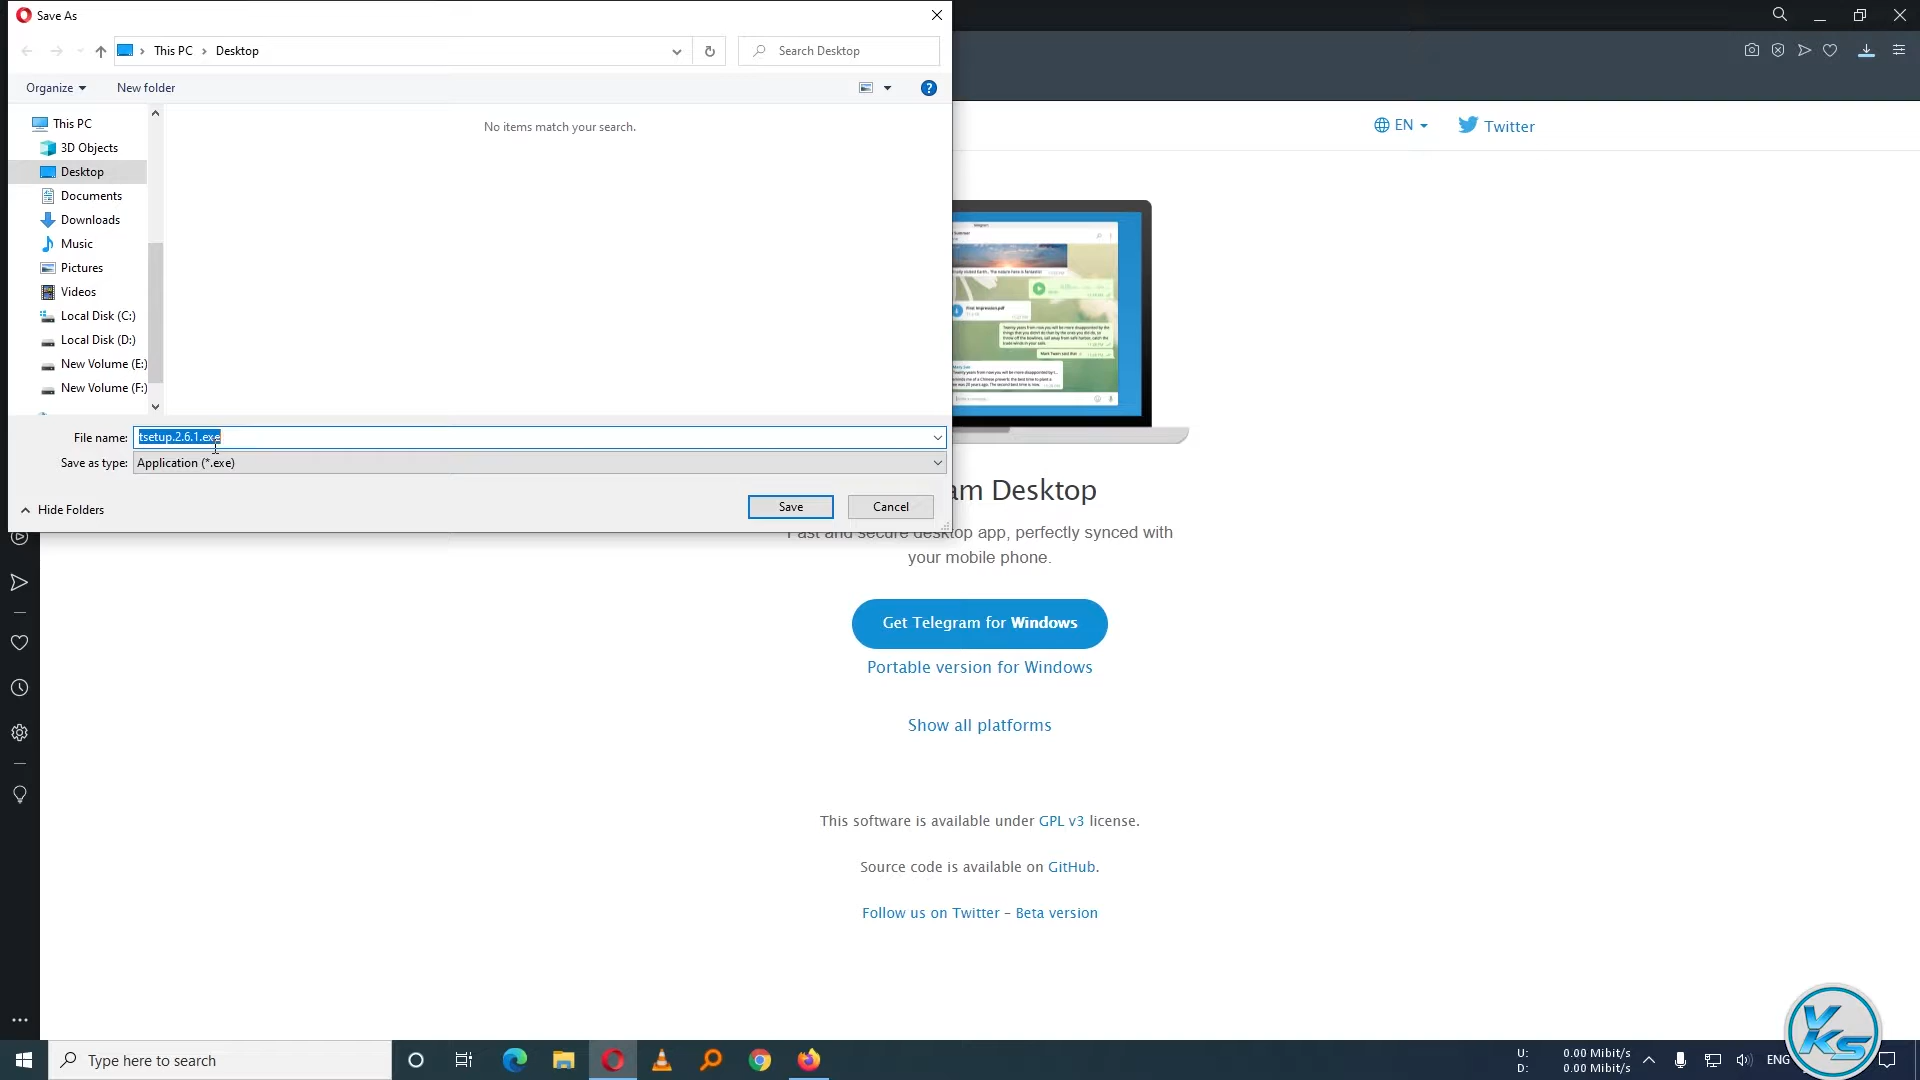 Save As
This PC > Desktop
Search Desktop
Organize
New folder
This PC
3D Objects
Desktop
Documents
Downloads
Music
Pictures
Videos
Local Disk (C:)
Local Disk (D:)
New Volume (E:)
New Volume (F:)
No items match your search.
File name:
tsetup.2.6.1.exe
Save as type:
Application (*.exe)
Hide Folders
Save
Cancel
EN
Twitter
am Desktop
Fast and secure desktop app, perfectly synced with
your mobile phone.
Get Telegram for Windows
Portable version for Windows
Show all platforms
This software is available under GPL v3 license.
Source code is available on GitHub.
Follow us on Twitter – Beta version
Type here to search
U: 0.00 Mibit/s
D: 0.00 Mibit/s
ENG
VKS